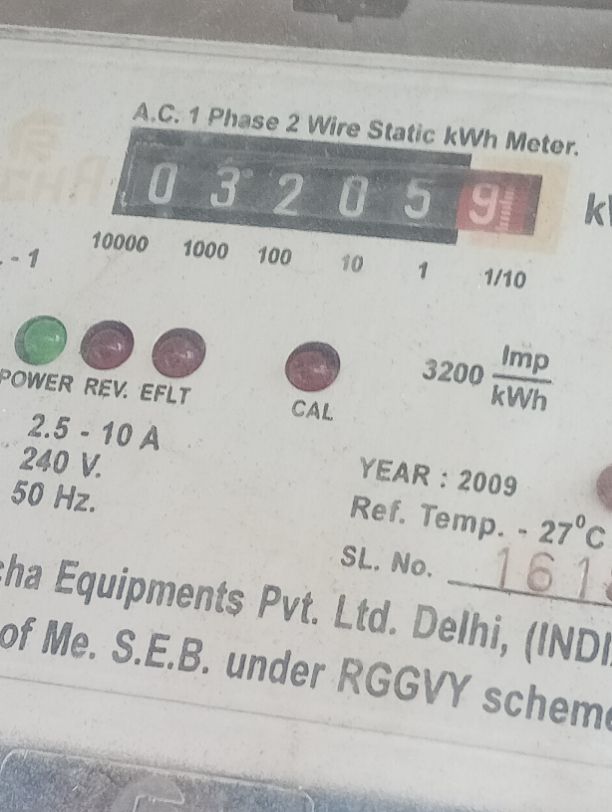 A.C. 1 Phase 2 Wire Static kWh Meter.
0 3 2 0 5 9
10000 1000 100 10 1 1/10
- 1
3200 Imp/kWh
POWER REV. EFLT
CAL
2.5 - 10 A
240 V.
50 Hz.
YEAR : 2009
Ref. Temp. - 27°C
SL. No. 161
Equipments Pvt. Ltd. Delhi,
of Me. S.E.B. under RGGVY scheme